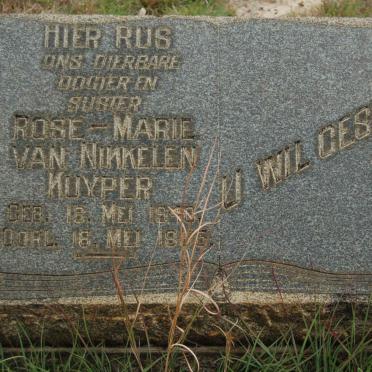 HIER RUS
ONS DIERBARE
DOGTER EN
SUSTER
ROSE-MARIE
VAN NIKKELEN
KUYPER
GEB. 18. MEI
OORL. 18. MEI
U WIL GES